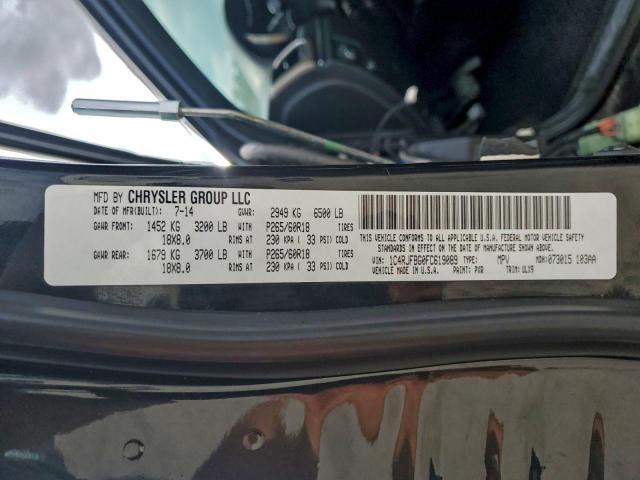 MFD BY CHRYSLER GROUP LLC
DATE OF MFR(BUILT): 7-14 GVWR: 2949 KG 6500 LB
GAWR FRONT: 1452 KG 3200 LB P265/60R18 TIRES
18X8.0 RIMS AT 230 KPA ( 33 PSI) COLD
GAWR REAR: 1679 KG 3700 LB P265/60R18 TIRES
18X8.0 RIMS AT 230 KPA ( 33 PSI) COLD
THIS VEHICLE CONFORMS TO ALL APPLICABLE U.S.A. FEDERAL MOTOR VEHICLE SAFETY
STANDARDS IN EFFECT ON THE DATE OF MANUFACTURE SHOWN ABOVE.
VIN: 1C4RJFBG0FC619089 TYPE: MPV MDH:073015 103AA
VEHICLE MADE IN U.S.A. PAINT: PXR TRIM: ULX9